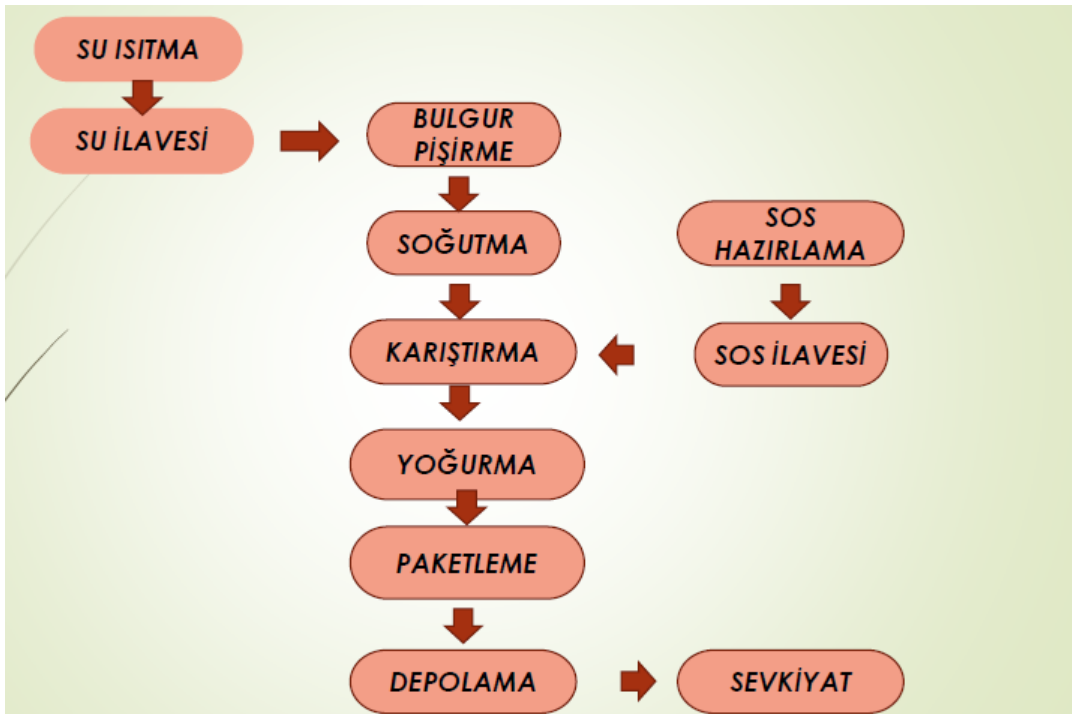 SU ISITMA
SU İLAVESİ
BULGUR
PİŞİRME
SOĞUTMA
SOS
HAZIRLAMA
KARIŞTIRMA
SOS İLAVESİ
YOĞURMA
PAKETLEME
DEPOLAMA
SEVKİYAT